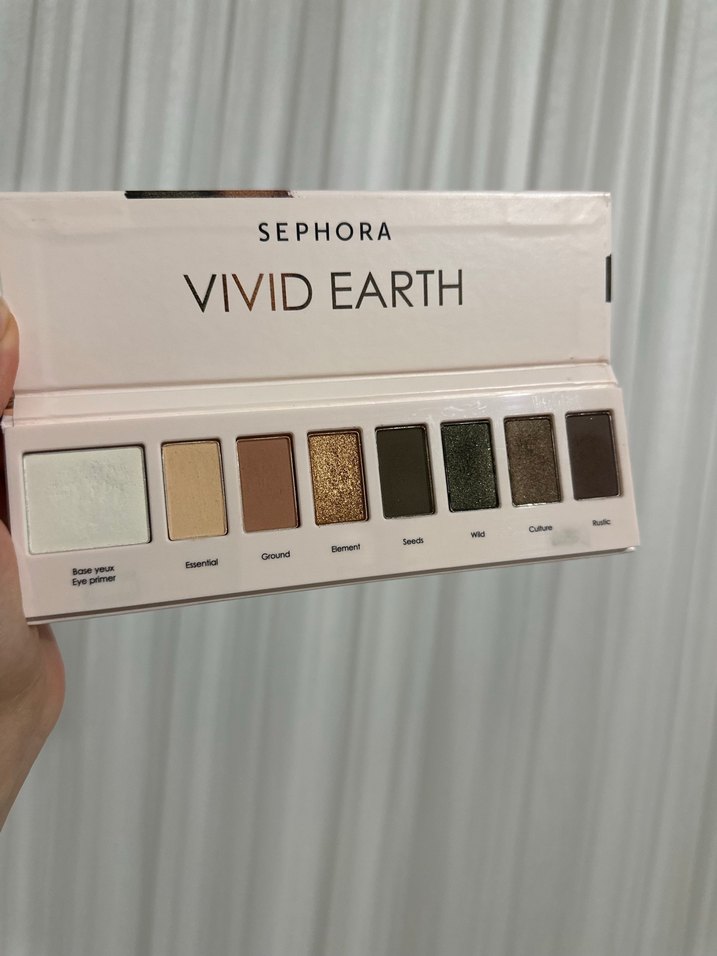 SEPHORA
VIVID EARTH
Base yeux
Eye primer
Essential
Ground
Element
Seeds
Wild
Culture
Rustic